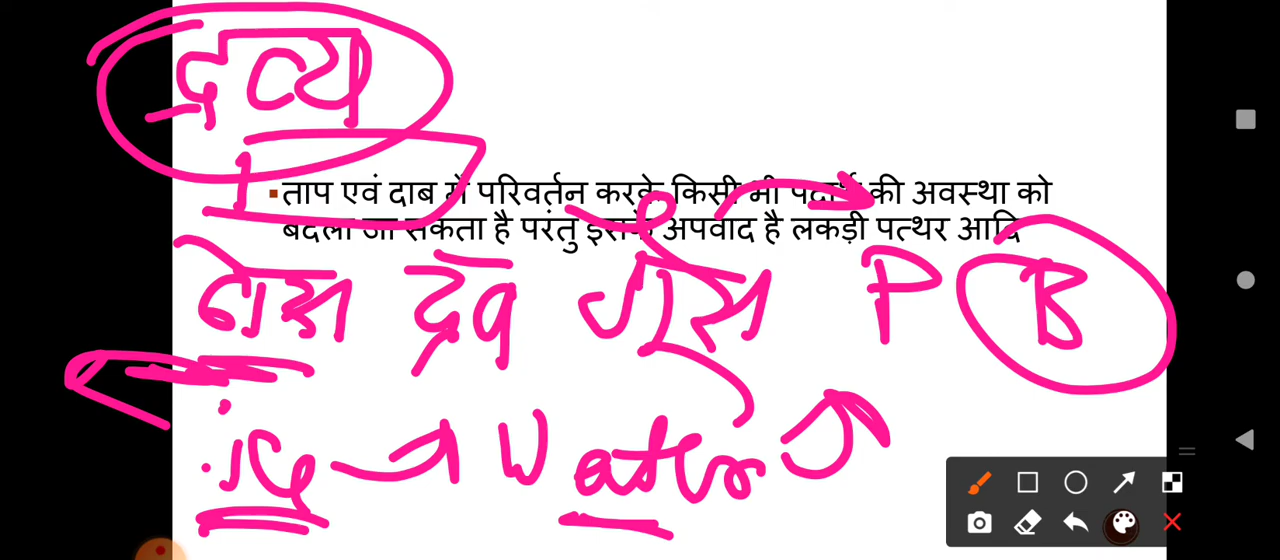 द्रव्य
1
▪ताप एवं दाब में परिवर्तन करके किसी भी पदार्थ की अवस्था को
बदला जा सकता है परंतु इसके अपवाद है लकड़ी पत्थर आदि
ठोस द्रव गैस P B
ice → Water